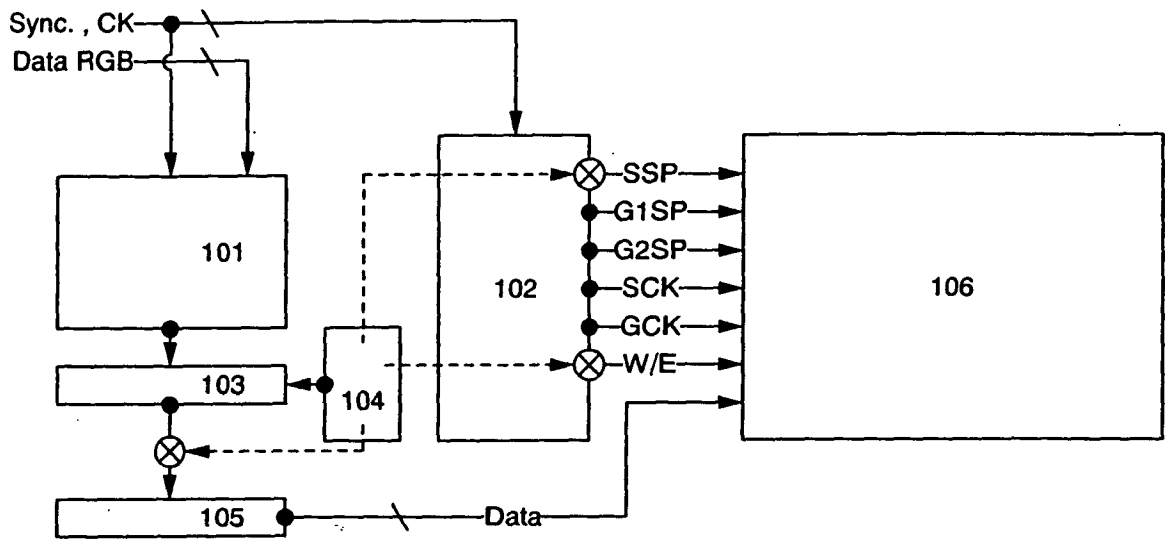 Sync. , CK
Data RGB
SSP
G1SP
G2SP
SCK
GCK
W/E
101
102
106
103
104
105
Data